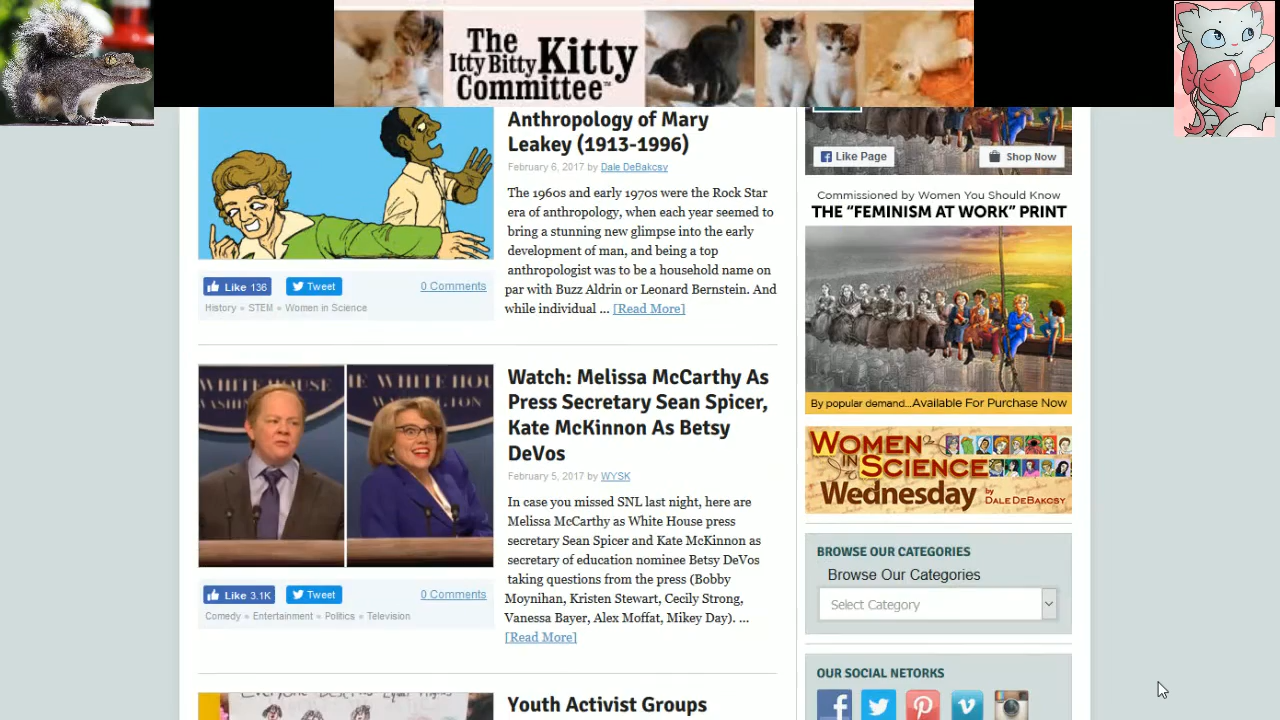 The
Itty Bitty Kitty
Committee™
Anthropology of Mary
Leakey (1913-1996)
February 6, 2017 by Dale DeBakcsy
The 1960s and early 1970s were the Rock Star
era of anthropology, when each year seemed to
bring a stunning new glimpse into the early
development of man, and being a top
anthropologist was to be a household name on
par with Buzz Aldrin or Leonard Bernstein. And
while individual ... [Read More]
Like 136
Tweet
0 Comments
History • STEM • Women in Science
WHITE HOUSE
WASHINGTON
THE WHITE HOU
Watch: Melissa McCarthy As
Press Secretary Sean Spicer,
Kate McKinnon As Betsy
DeVos
February 5, 2017 by WYSK
In case you missed SNL last night, here are
Melissa McCarthy as White House press
secretary Sean Spicer and Kate McKinnon as
secretary of education nominee Betsy DeVos
taking questions from the press (Bobby
Moynihan, Kristen Stewart, Cecily Strong,
Vanessa Bayer, Alex Moffat, Mikey Day). ...
[Read More]
Like 3.1K
Tweet
0 Comments
Comedy • Entertainment • Politics • Television
Youth Activist Groups
Like Page
Shop Now
Commissioned by Women You Should Know
THE “FEMINISM AT WORK” PRINT
By popular demand...Available For Purchase Now
WOMEN
IN SCIENCE
Wednesday
by
DALE DEBAKCSY
BROWSE OUR CATEGORIES
Browse Our Categories
Select Category
OUR SOCIAL NETORKS